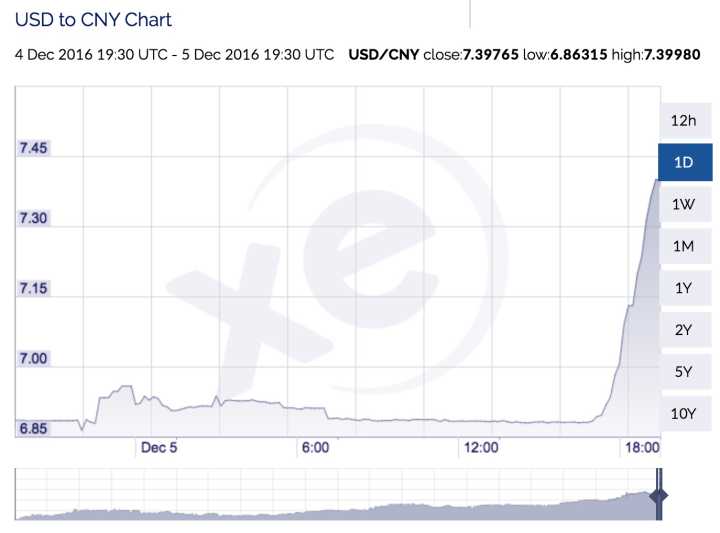 USD to CNY Chart
4 Dec 2016 19:30 UTC - 5 Dec 2016 19:30 UTC USD/CNY close:7.39765 low:6.86315 high:7.39980
12h
7.45
1D
1W
7.30
1M
7.15
1Y
2Y
7.00
5Y
10Y
6.85
Dec 5 6:00 12:00 18:00
xe